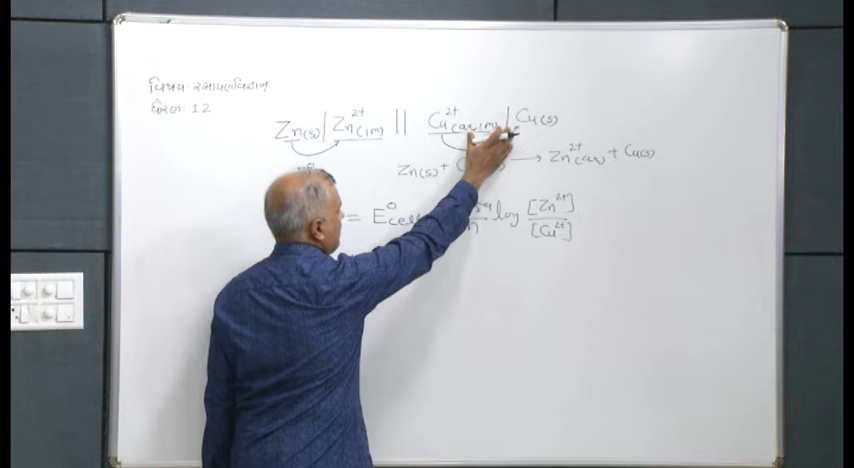 વિષય: રસાયણવિજ્ઞાન
ધોરણ: 12
Zn(s) | Zn²⁺(1M) || Cu²⁺(aq,1M) | Cu(s)
Zn(s) + → Zn²⁺(aq) + Cu(s)
= E⁰cell log [Zn²⁺]/[Cu²⁺]